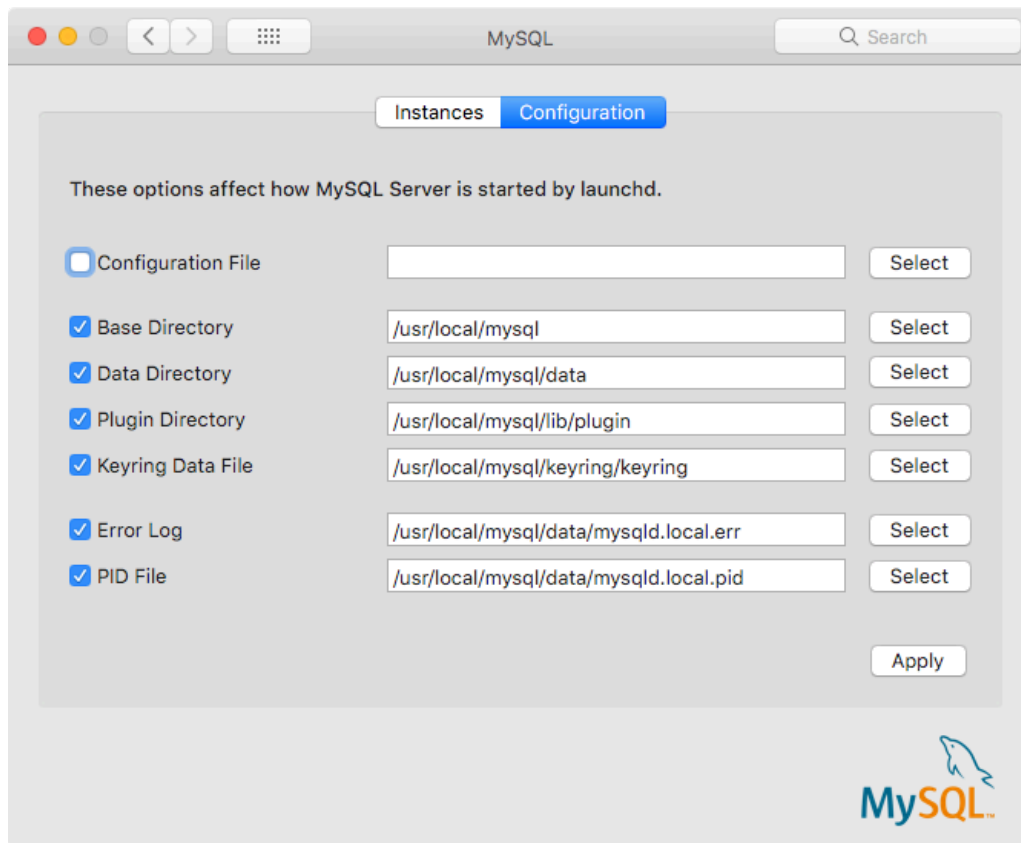 MySQL
Search
Instances Configuration
These options affect how MySQL Server is started by launchd.
Configuration File Select
Base Directory /usr/local/mysql Select
Data Directory /usr/local/mysql/data Select
Plugin Directory /usr/local/mysql/lib/plugin Select
Keyring Data File /usr/local/mysql/keyring/keyring Select
Error Log /usr/local/mysql/data/mysqld.local.err Select
PID File /usr/local/mysql/data/mysqld.local.pid Select
Apply
MySQL™